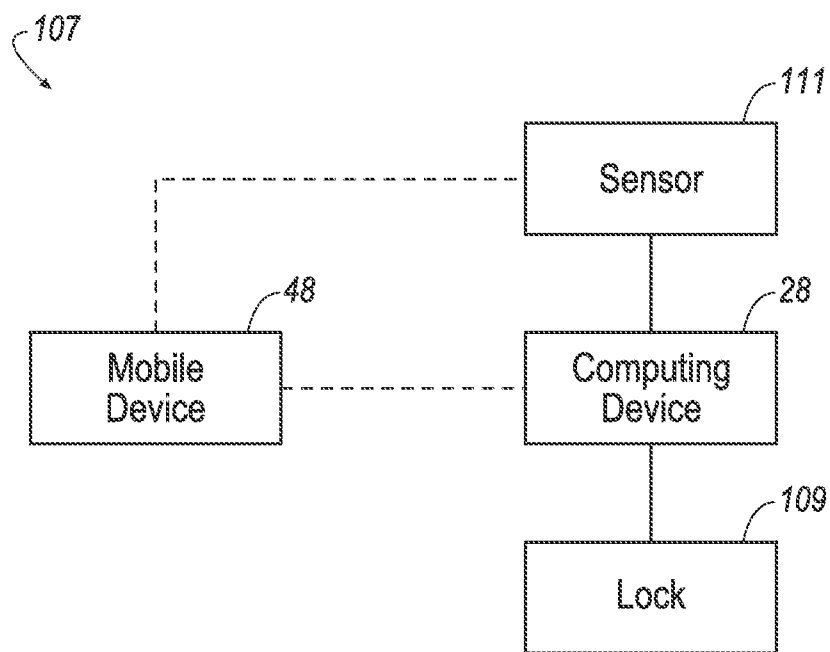 107
111
Sensor
48
28
Mobile
Device
Computing
Device
109
Lock